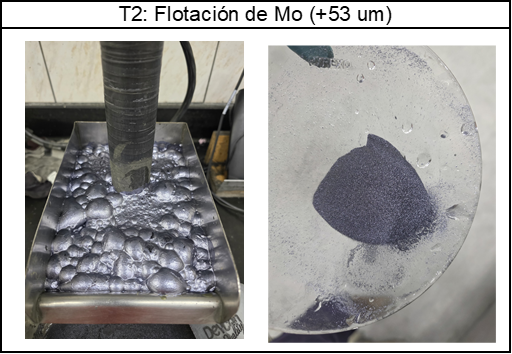 T2: Flotación de Mo (+53 um)